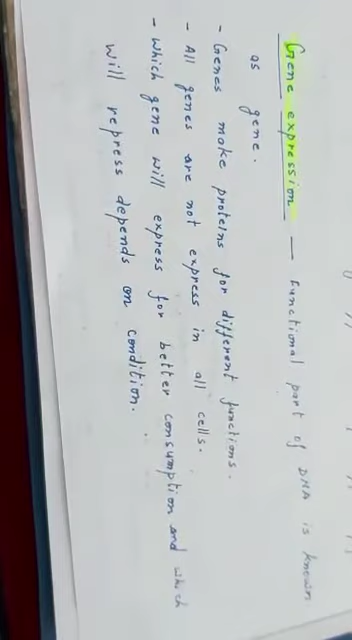 Gene expression — Functional part of DNA is known
as gene.
- Genes make proteins for different functions.
- All genes are not express in all cells.
- Which gene will express for better consumption and which
will repress depends on condition.